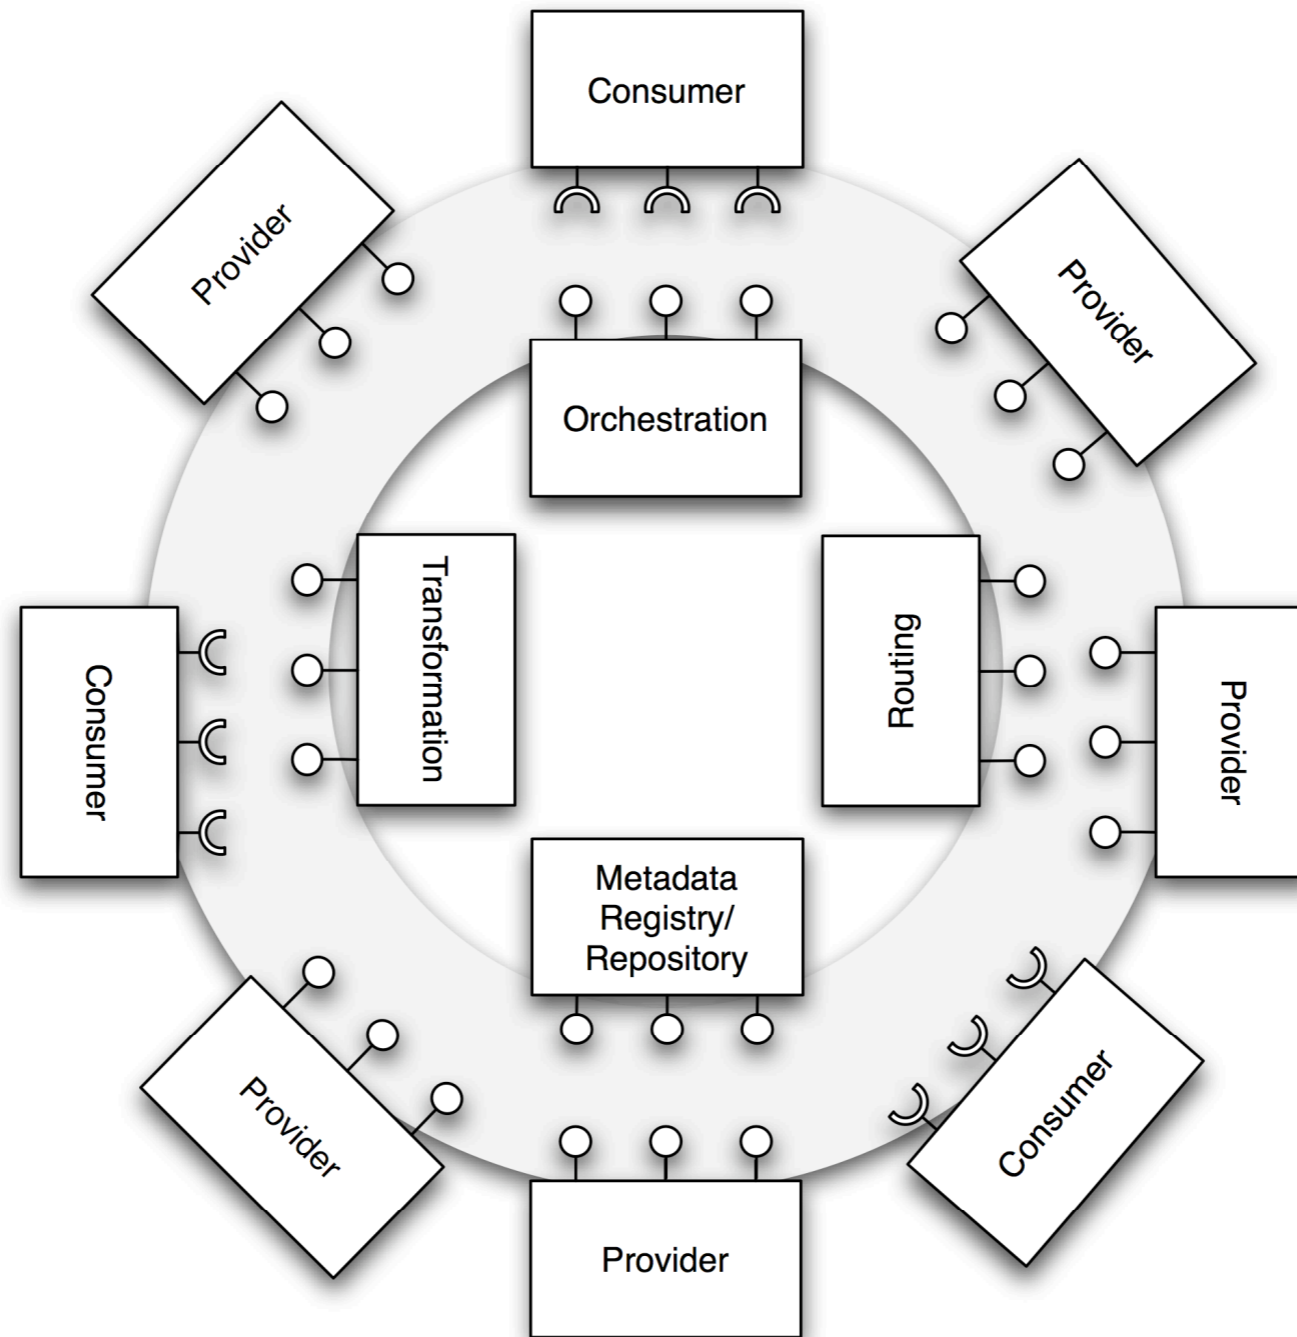 Consumer
Provider
Provider
Orchestration
Transformation
Routing
Consumer
Provider
Metadata
Registry/
Repository
Provider
Consumer
Provider